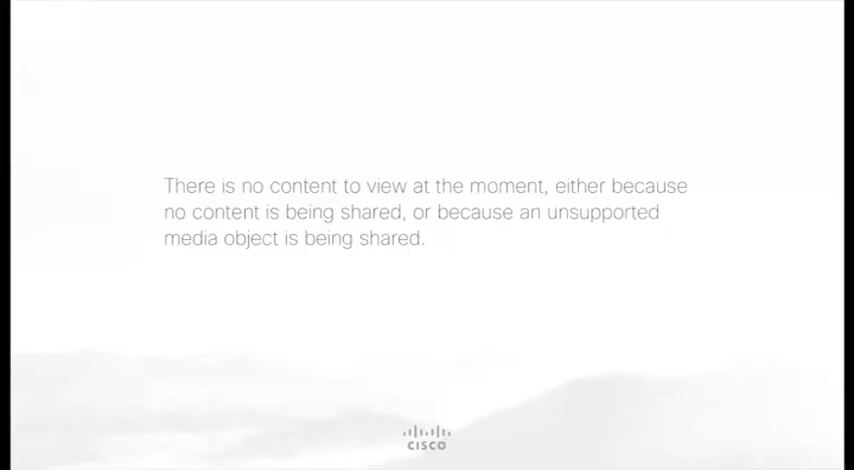 There is no content to view at the moment, either because
no content is being shared, or because an unsupported
media object is being shared.
CISCO